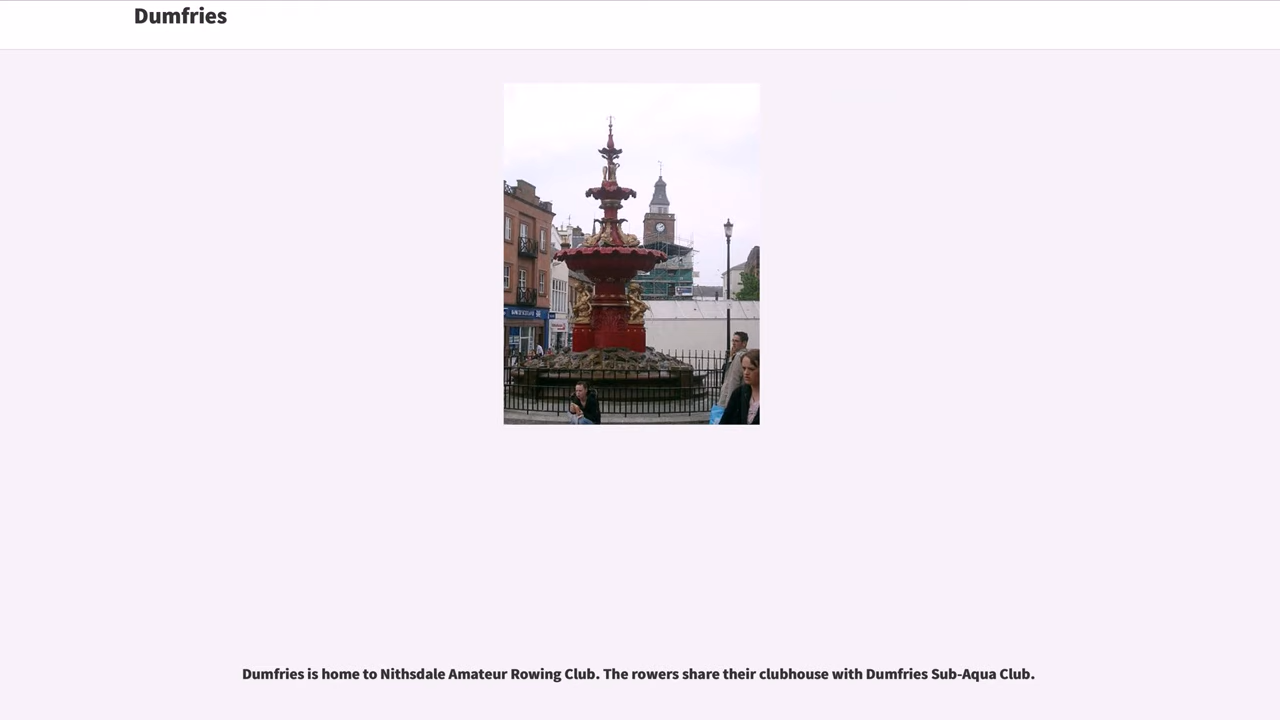 Dumfries
Dumfries is home to Nithsdale Amateur Rowing Club. The rowers share their clubhouse with Dumfries Sub-Aqua Club.